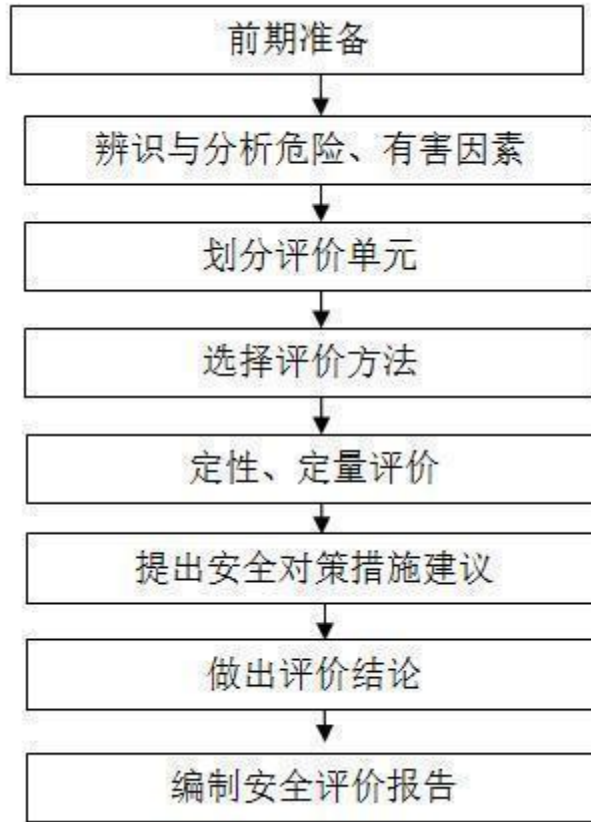 前期准备
辨识与分析危险、有害因素
划分评价单元
选择评价方法
定性、定量评价
提出安全对策措施建议
做出评价结论
编制安全评价报告